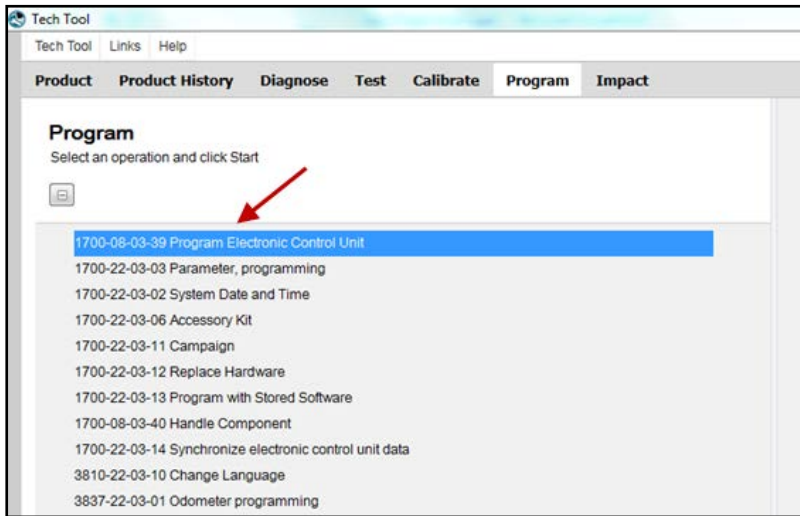 Tech Tool
Tech Tool Links Help
Product Product History Diagnose Test Calibrate Program Impact
Program
Select an operation and click Start
1700-08-03-39 Program Electronic Control Unit
1700-22-03-03 Parameter, programming
1700-22-03-02 System Date and Time
1700-22-03-06 Accessory Kit
1700-22-03-11 Campaign
1700-22-03-12 Replace Hardware
1700-22-03-13 Program with Stored Software
1700-08-03-40 Handle Component
1700-22-03-14 Synchronize electronic control unit data
3810-22-03-10 Change Language
3837-22-03-01 Odometer programming